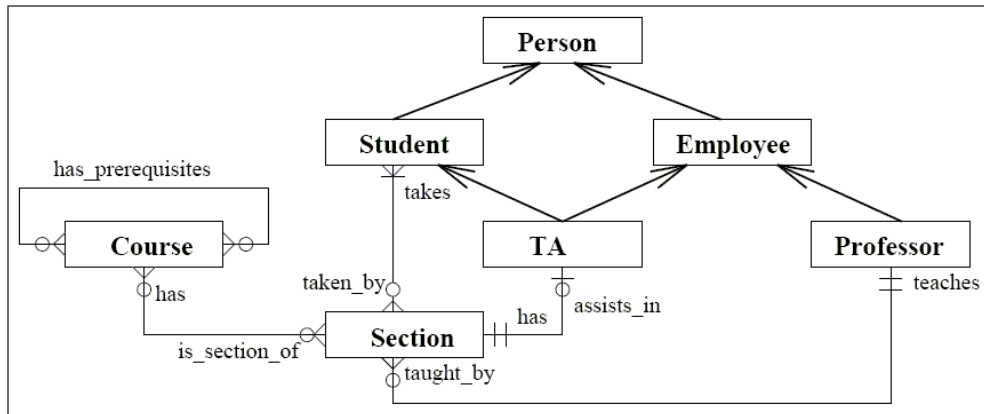 Person
Student
Employee
has_prerequisites
takes
Course
TA
Professor
has
taken_by
assists_in
teaches
is_section_of
Section
has
taught_by